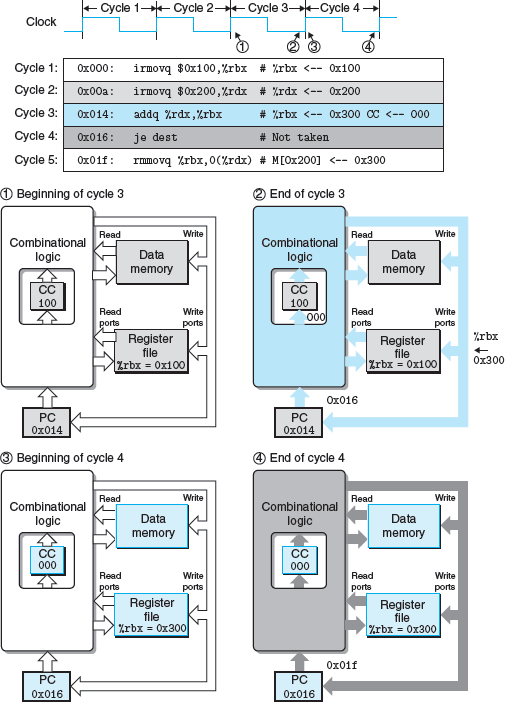 Clock
Cycle 1 Cycle 2 Cycle 3 Cycle 4
① ② ③ ④
Cycle 1: 0x000: irmovq $0x100,%rbx # %rbx <-- 0x100
Cycle 2: 0x00a: irmovq $0x200,%rdx # %rdx <-- 0x200
Cycle 3: 0x014: addq %rdx,%rbx # %rbx <-- 0x300 CC <-- 000
Cycle 4: 0x016: je dest # Not taken
Cycle 5: 0x01f: rmmovq %rbx,0(%rdx) # M[0x200] <-- 0x300
① Beginning of cycle 3
Combinational
logic
CC
100
Read
Write
Data
memory
Read
ports
Write
ports
Register
file
%rbx = 0x100
PC
0x014
② End of cycle 3
Combinational
logic
CC
100
000
Read
Write
Data
memory
Read
ports
Write
ports
Register
file
%rbx = 0x100
%rbx
0x300
0x016
PC
0x014
③ Beginning of cycle 4
Combinational
logic
CC
000
Read
Write
Data
memory
Read
ports
Write
ports
Register
file
%rbx = 0x300
PC
0x016
④ End of cycle 4
Combinational
logic
CC
000
Read
Write
Data
memory
Read
ports
Write
ports
Register
file
%rbx = 0x300
0x01f
PC
0x016